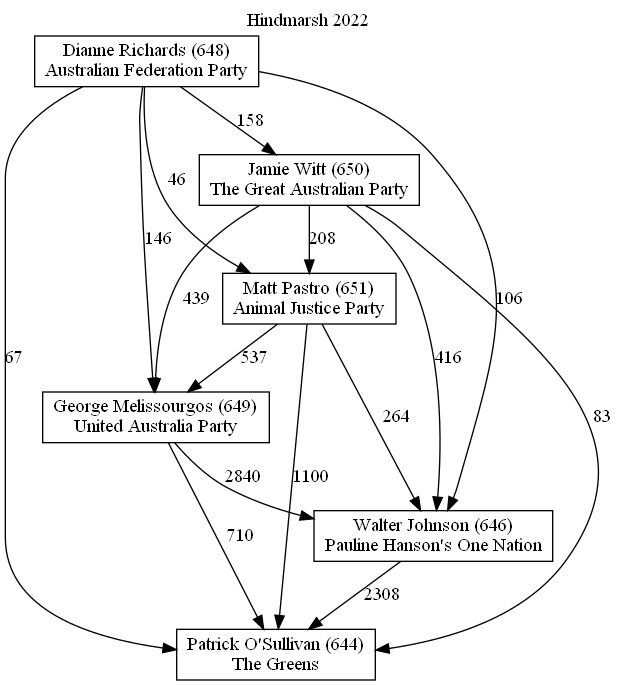 Hindmarsh 2022
Dianne Richards (648)
Australian Federation Party
158
Jamie Witt (650)
The Great Australian Party
46
146
208
439
106
Matt Pastro (651)
Animal Justice Party
67
537
416
George Melissourgos (649)
United Australia Party
264
83
2840
1100
710
Walter Johnson (646)
Pauline Hanson's One Nation
2308
Patrick O'Sullivan (644)
The Greens